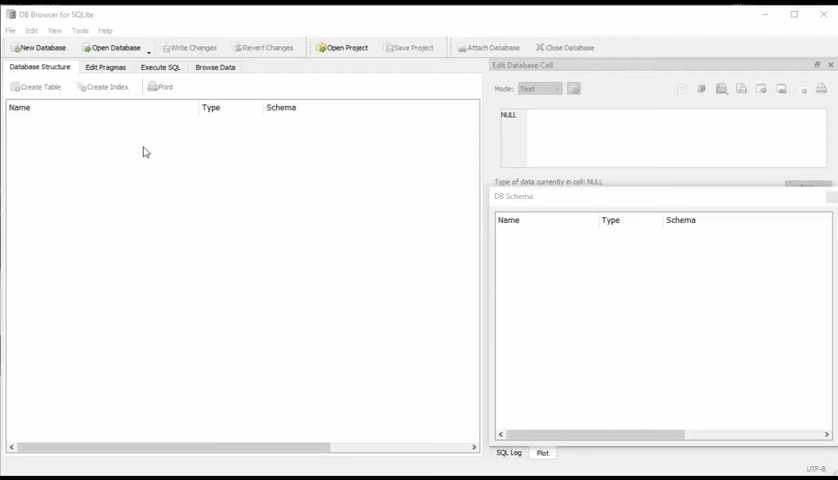 DB Browser for SQLite
File Edit View Tools Help
New Database Open Database Write Changes Revert Changes Open Project Save Project Attach Database Close Database
Database Structure Edit Pragmas Execute SQL Browse Data
Create Table Create Index Print
Name Type Schema
Edit Database Cell
Mode: Text
NULL
Type of data currently in cell: NULL
DB Schema
Name Type Schema
SQL Log Plot
UTF-8